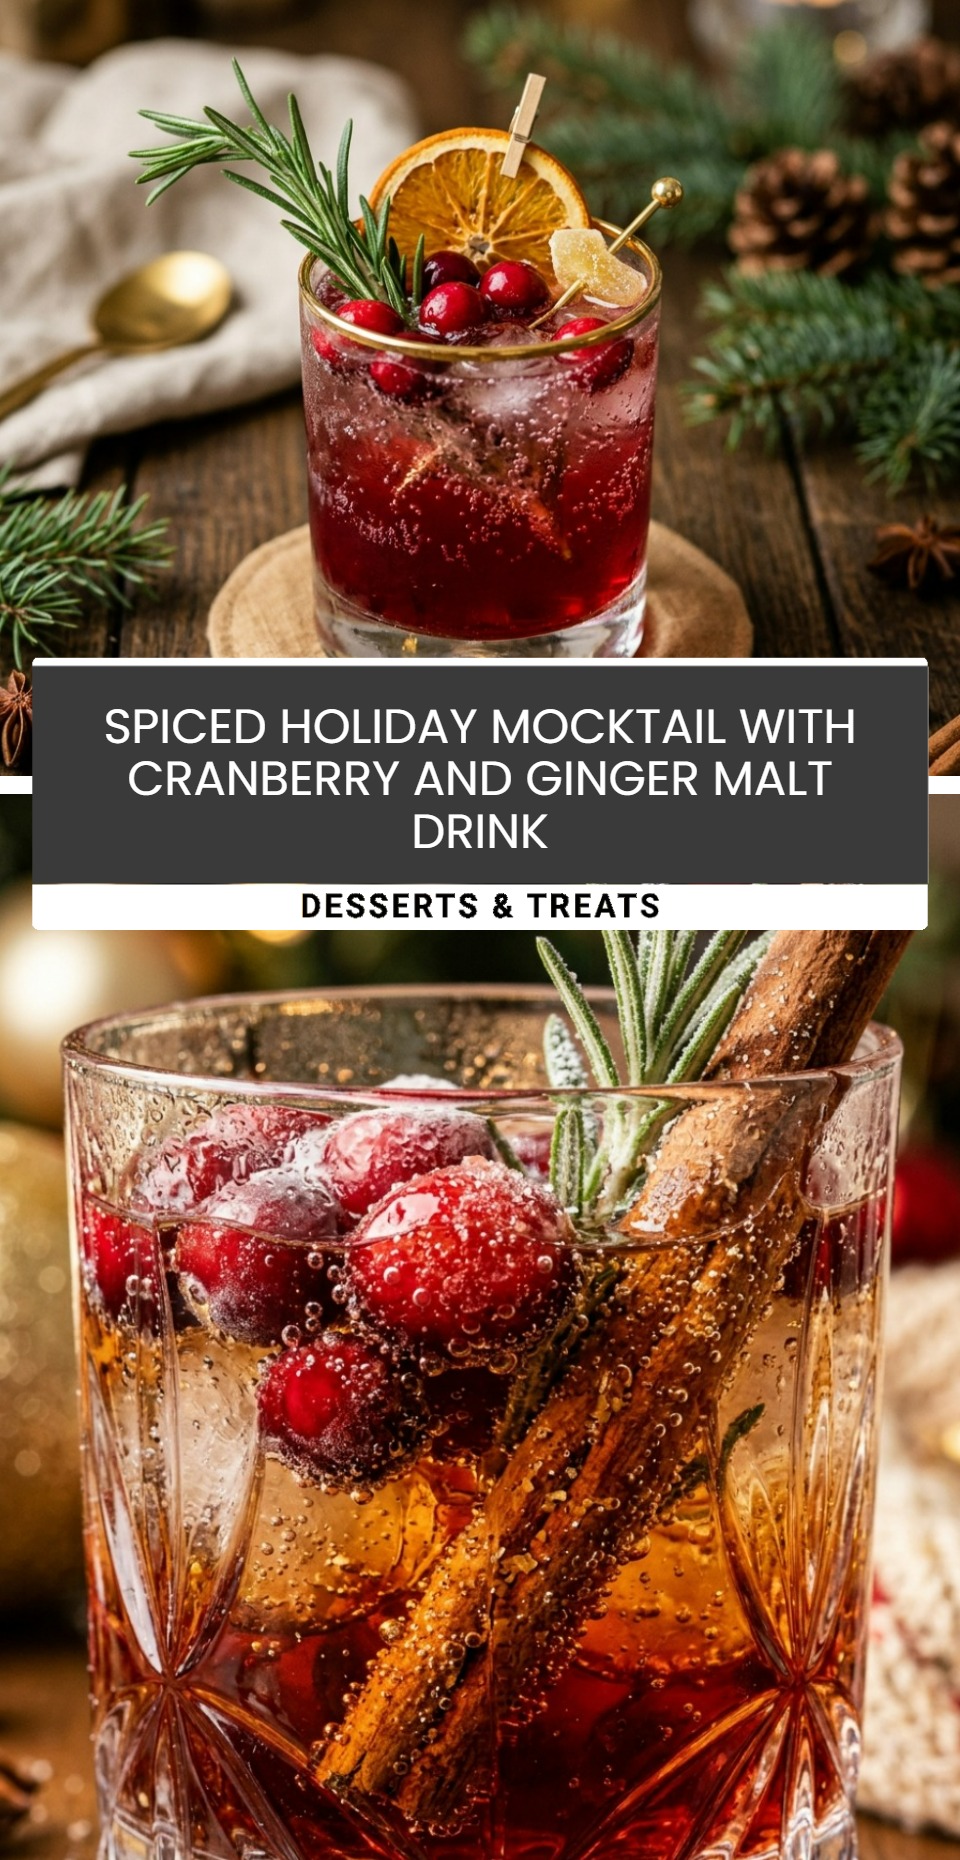 SPICED HOLIDAY MOCKTAIL WITH
CRANBERRY AND GINGER MALT
DRINK
DESSERTS & TREATS